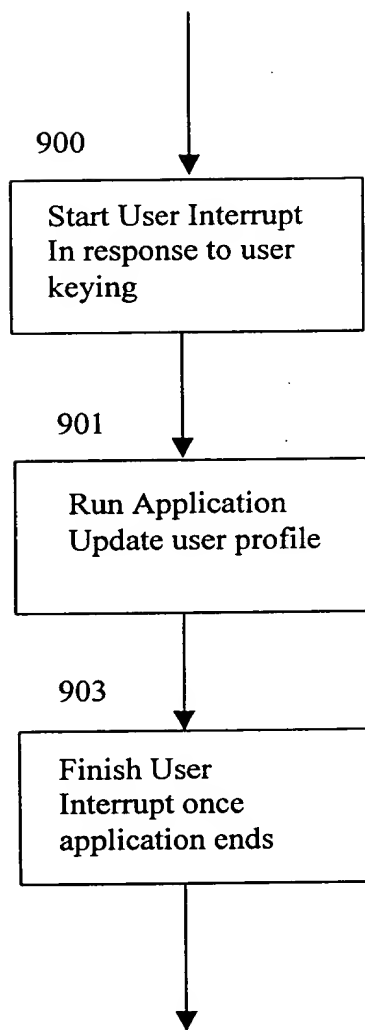 900
Start User Interrupt
In response to user
keying
901
Run Application
Update user profile
903
Finish User
Interrupt once
application ends